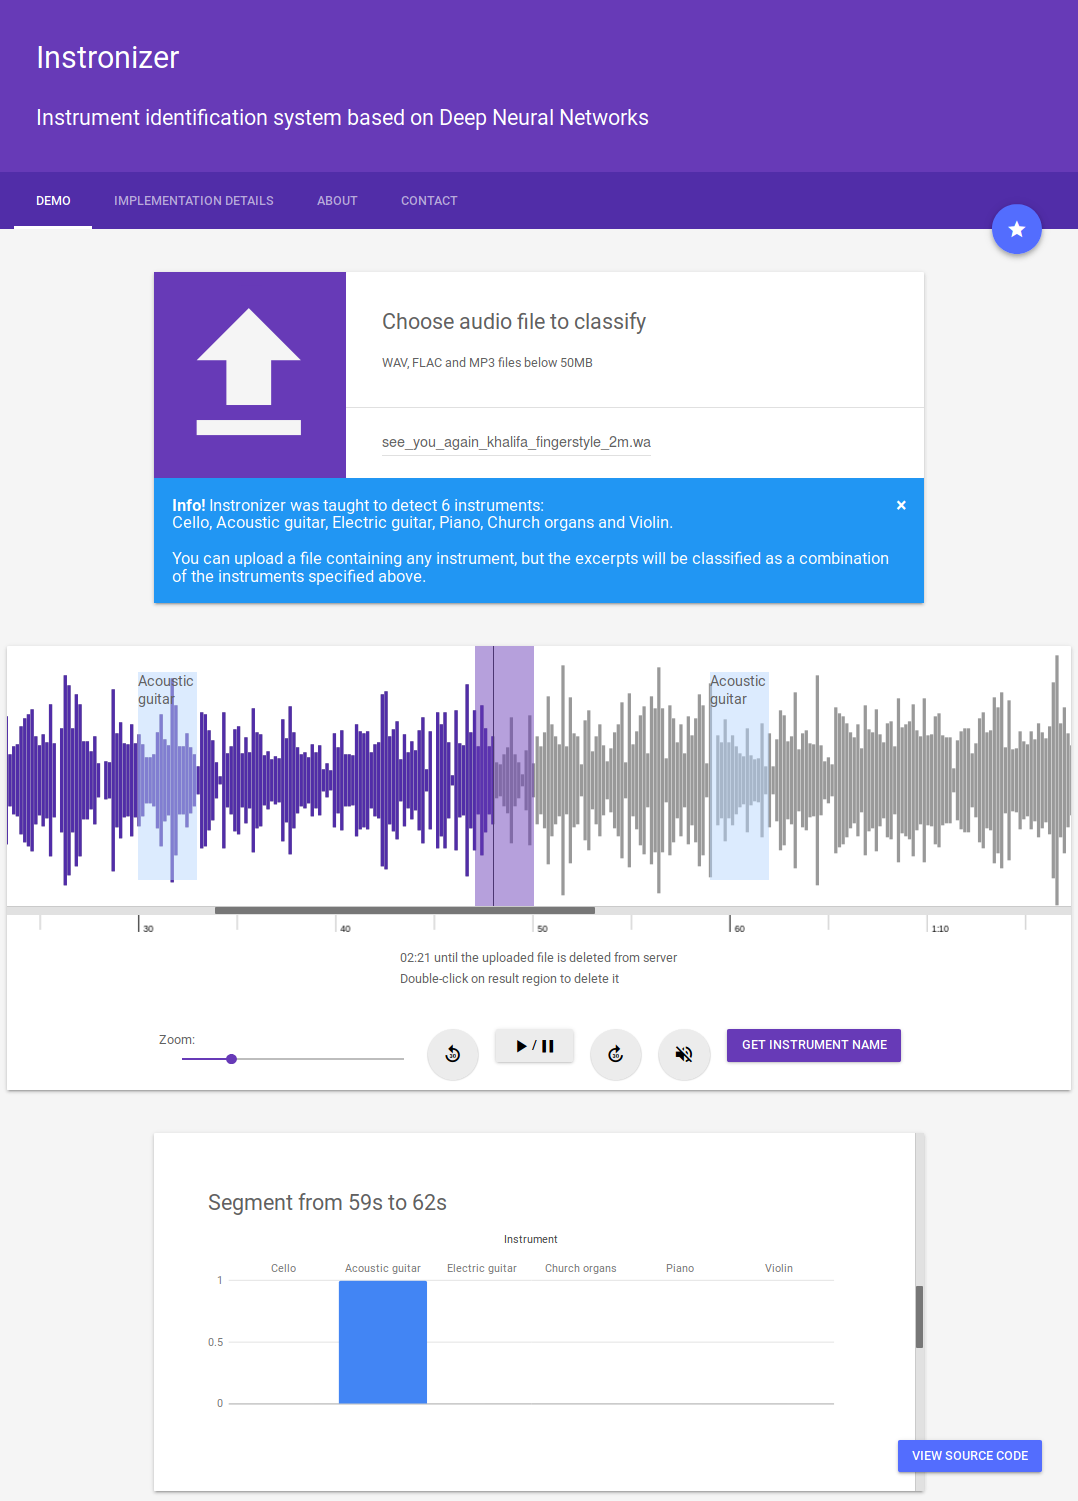 Instronizer
Instrument identification system based on Deep Neural Networks
DEMO IMPLEMENTATION DETAILS ABOUT CONTACT
Choose audio file to classify
WAV, FLAC and MP3 files below 50MB
see_you_again_khalifa_fingerstyle_2m.wa
Info! Instronizer was taught to detect 6 instruments: ×
Cello, Acoustic guitar, Electric guitar, Piano, Church organs and Violin.
You can upload a file containing any instrument, but the excerpts will be classified as a combination
of the instruments specified above.
Acoustic
guitar
Acoustic
guitar
30 40 50 60 1:10
02:21 until the uploaded file is deleted from server
Double-click on result region to delete it
Zoom:
30 / 30 GET INSTRUMENT NAME
Segment from 59s to 62s
Instrument
Cello Acoustic guitar Electric guitar Church organs Piano Violin
1
0.5
0
VIEW SOURCE CODE